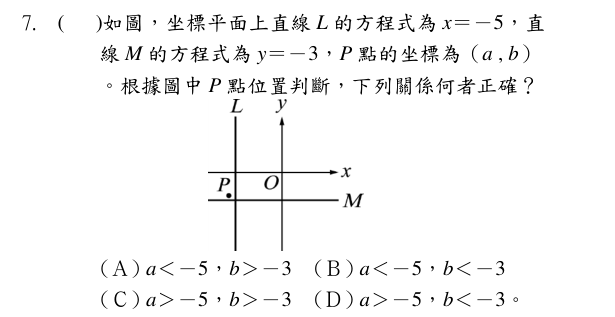 7. (　　)如圖，坐標平面上直線 L 的方程式為 x=－5，直
線 M 的方程式為 y=－3，P 點的坐標為（a , b）
。根據圖中 P 點位置判斷，下列關係何者正確？
L y
x
P O
M
（A）a＜－5，b＞－3 （B）a＜－5，b＜－3
（C）a＞－5，b＞－3 （D）a＞－5，b＜－3。